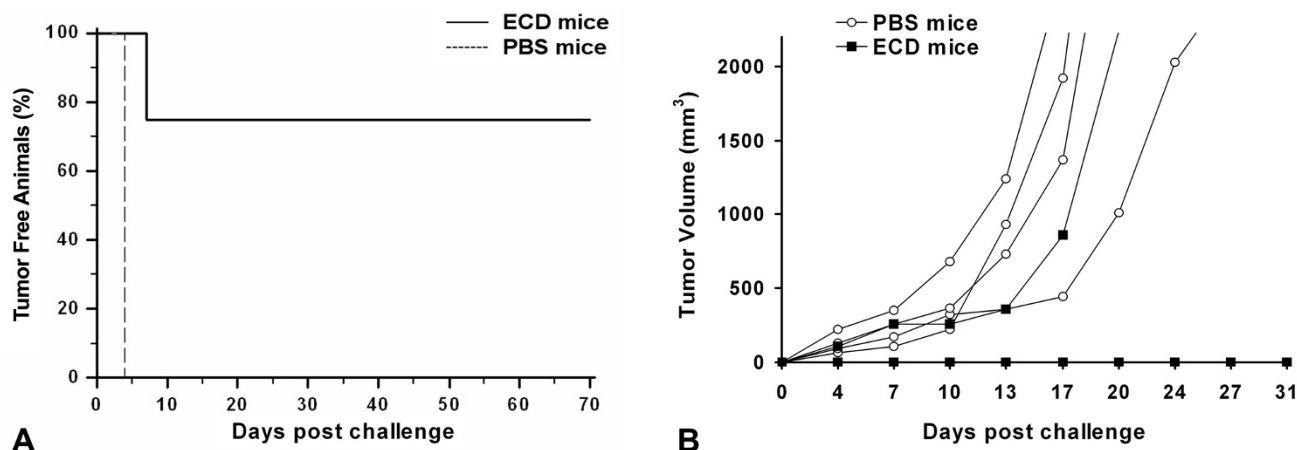 ECD mice
PBS mice
Tumor Free Animals (%)
100
80
60
40
20
0
0 10 20 30 40 50 60 70
Days post challenge
A
PBS mice
ECD mice
Tumor Volume (mm³)
2000
1500
1000
500
0
0 4 7 10 13 17 20 24 27 31
Days post challenge
B